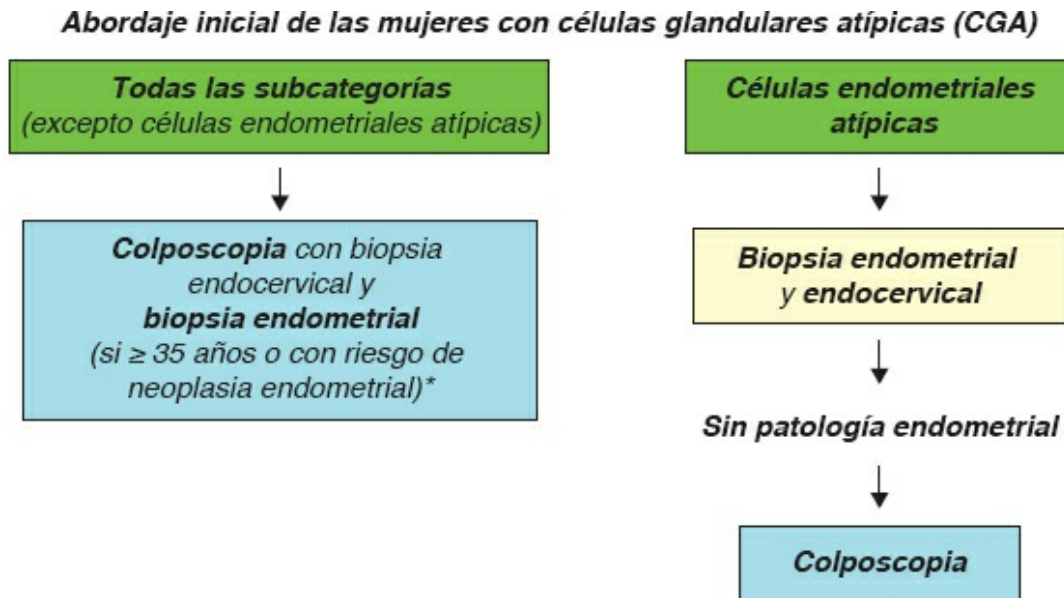 Abordaje inicial de las mujeres con células glandulares atípicas (CGA)
Todas las subcategorías
(excepto células endometriales atípicas)
Colposcopia con biopsia
endocervical y
biopsia endometrial
(si ≥ 35 años o con riesgo de
neoplasia endometrial)*
Células endometriales
atípicas
Biopsia endometrial
y endocervical
Sin patología endometrial
Colposcopia